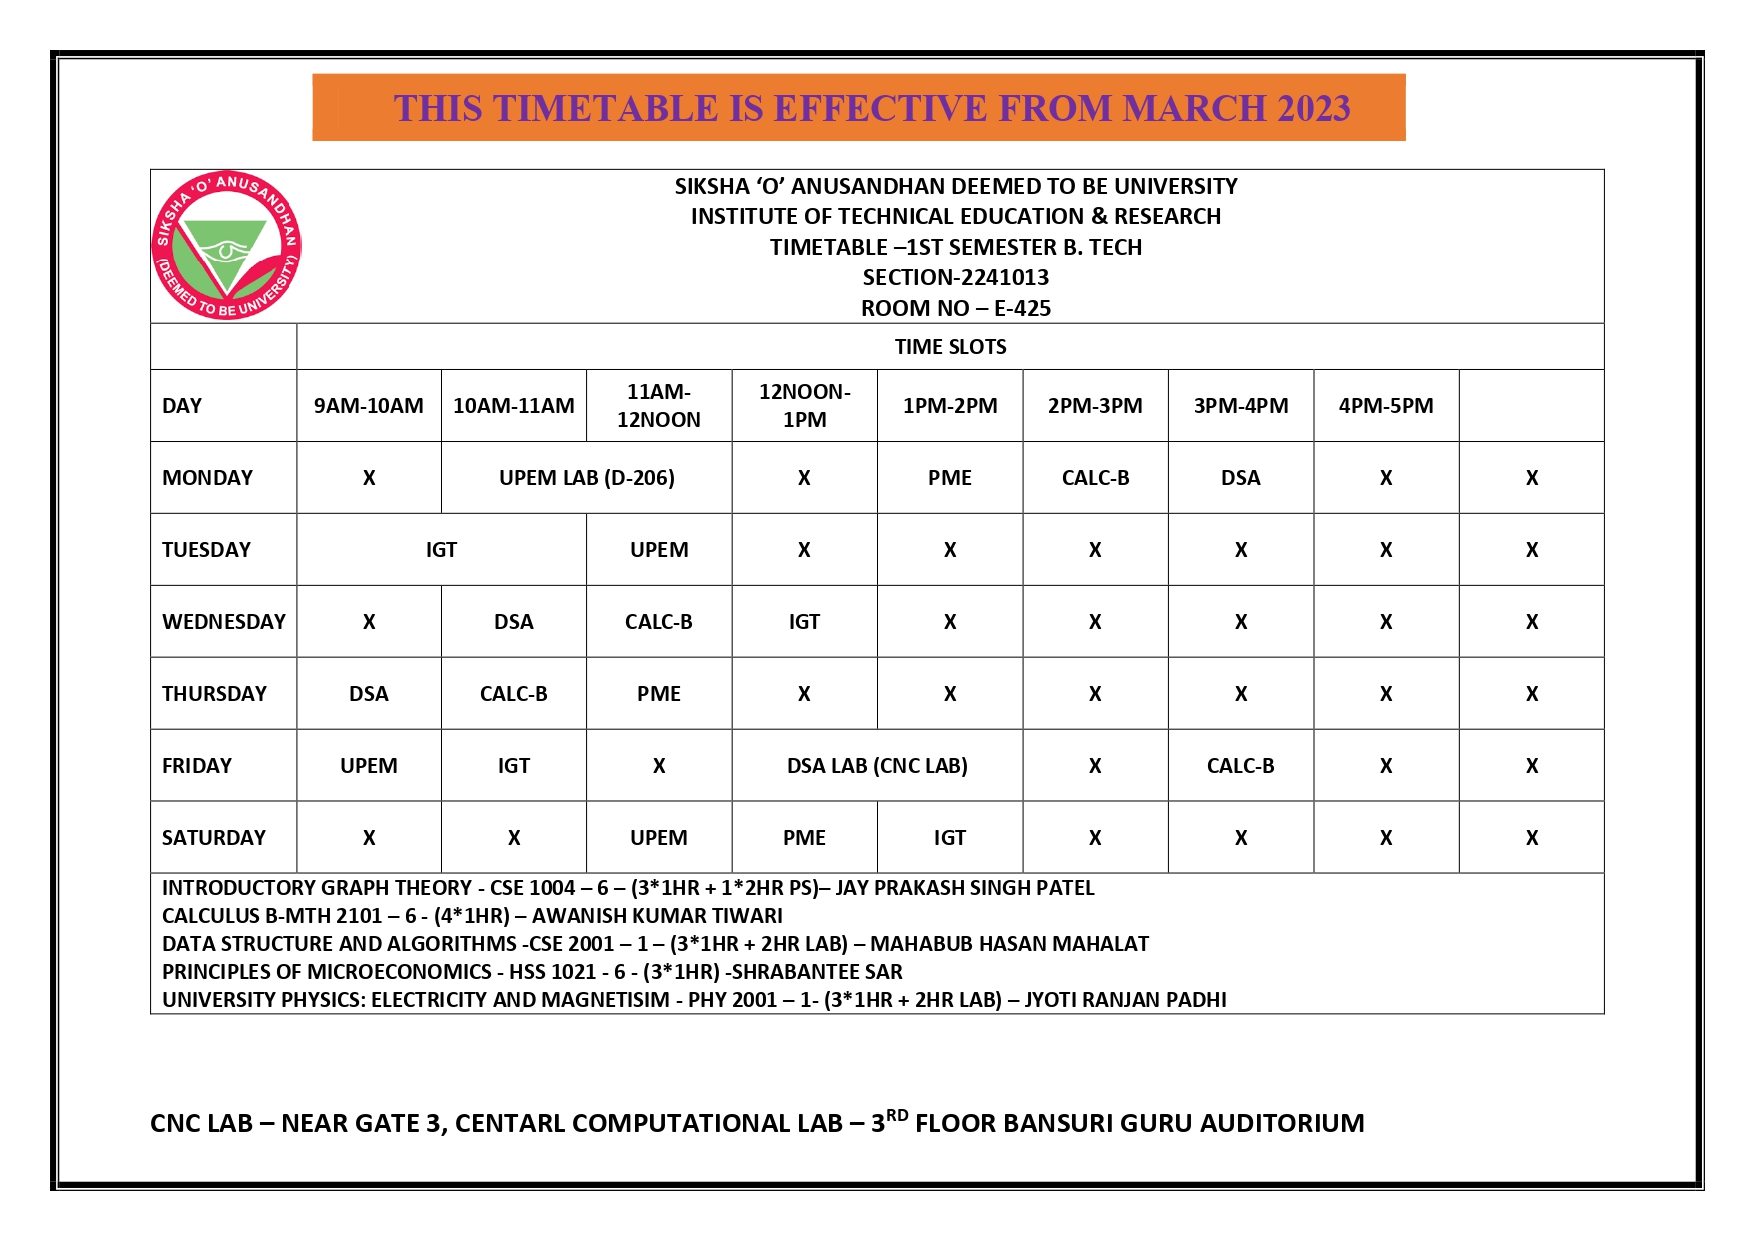 THIS TIMETABLE IS EFFECTIVE FROM MARCH 2023
SIKSHA 'O' ANUSANDHAN
(DEEMED TO BE UNIVERSITY)
SIKSHA ‘O’ ANUSANDHAN DEEMED TO BE UNIVERSITY
INSTITUTE OF TECHNICAL EDUCATION & RESEARCH
TIMETABLE –1ST SEMESTER B. TECH
SECTION-2241013
ROOM NO – E-425
TIME SLOTS
DAY 9AM-10AM 10AM-11AM 11AM-12NOON 12NOON-1PM 1PM-2PM 2PM-3PM 3PM-4PM 4PM-5PM
MONDAY X UPEM LAB (D-206) X PME CALC-B DSA X X
TUESDAY IGT UPEM X X X X X X
WEDNESDAY X DSA CALC-B IGT X X X X X
THURSDAY DSA CALC-B PME X X X X X X
FRIDAY UPEM IGT X DSA LAB (CNC LAB) X CALC-B X X
SATURDAY X X UPEM PME IGT X X X X
INTRODUCTORY GRAPH THEORY - CSE 1004 – 6 – (3*1HR + 1*2HR PS)– JAY PRAKASH SINGH PATEL
CALCULUS B-MTH 2101 – 6 - (4*1HR) – AWANISH KUMAR TIWARI
DATA STRUCTURE AND ALGORITHMS -CSE 2001 – 1 – (3*1HR + 2HR LAB) – MAHABUB HASAN MAHALAT
PRINCIPLES OF MICROECONOMICS - HSS 1021 - 6 - (3*1HR) -SHRABANTEE SAR
UNIVERSITY PHYSICS: ELECTRICITY AND MAGNETISIM - PHY 2001 – 1- (3*1HR + 2HR LAB) – JYOTI RANJAN PADHI
CNC LAB – NEAR GATE 3, CENTARL COMPUTATIONAL LAB – 3RD FLOOR BANSURI GURU AUDITORIUM